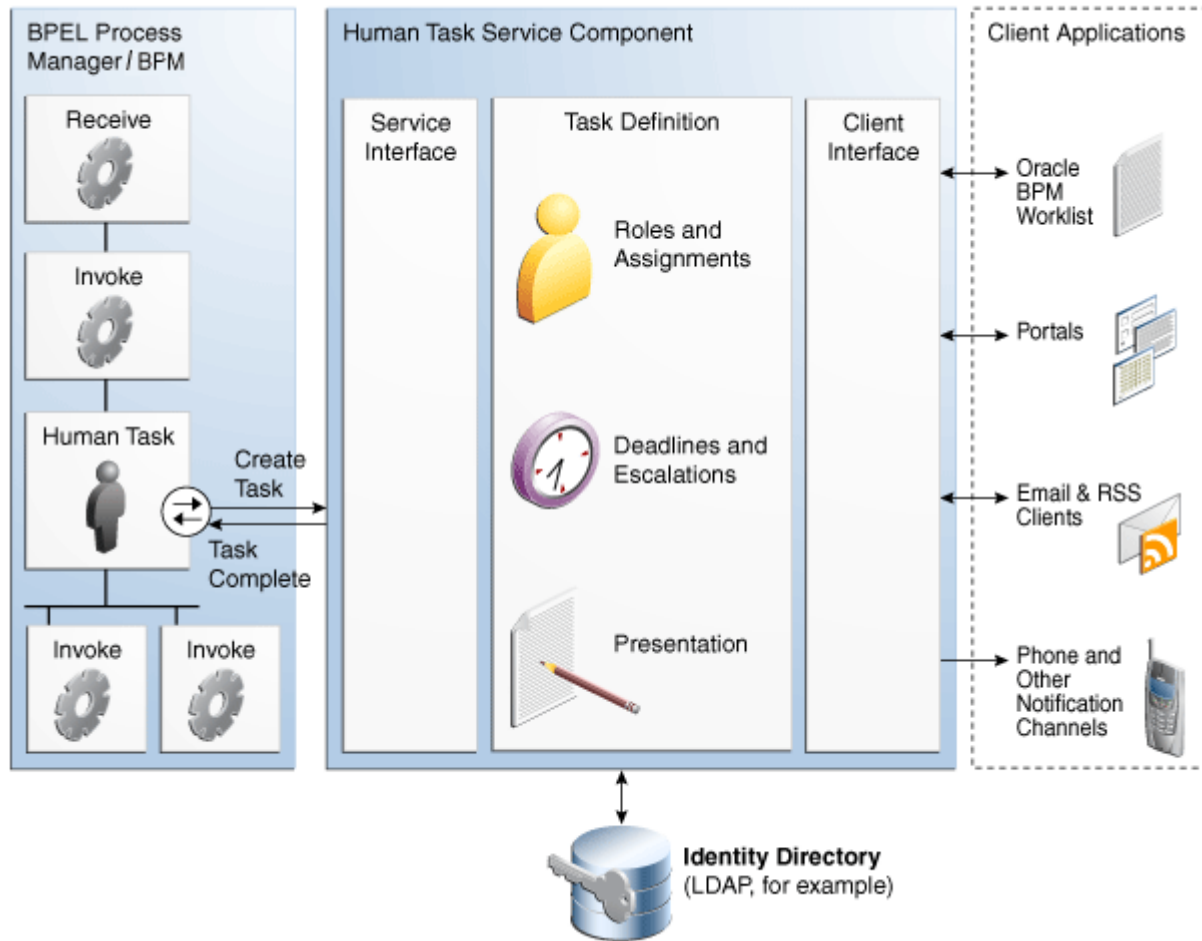 BPEL Process
Manager / BPM
Receive
Invoke
Human Task
Create
Task
Task
Complete
Invoke
Invoke
Human Task Service Component
Service
Interface
Task Definition
Roles and
Assignments
Deadlines and
Escalations
Presentation
Client
Interface
Client Applications
Oracle
BPM
Worklist
Portals
Email & RSS
Clients
Phone and
Other
Notification
Channels
Identity Directory
(LDAP, for example)